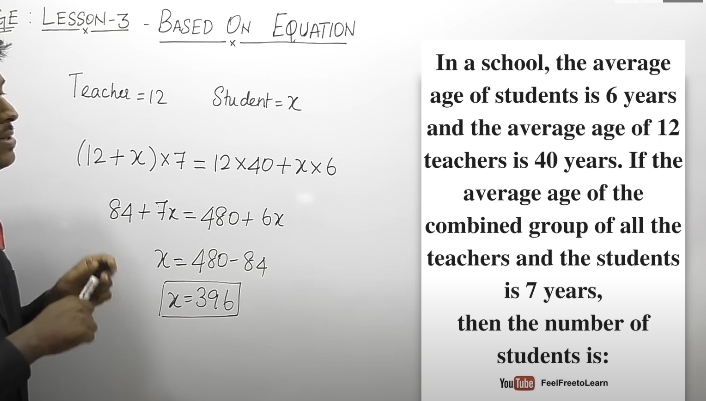 GE : LESSON-3 - BASED ON EQUATION
Teacher = 12 Student = x
(12+x)×7 = 12×40+x×6
84+7x = 480+6x
x = 480-84
x=396
In a school, the average
age of students is 6 years
and the average age of 12
teachers is 40 years. If the
average age of the
combined group of all the
teachers and the students
is 7 years,
then the number of
students is:
YouTube FeelFreetoLearn